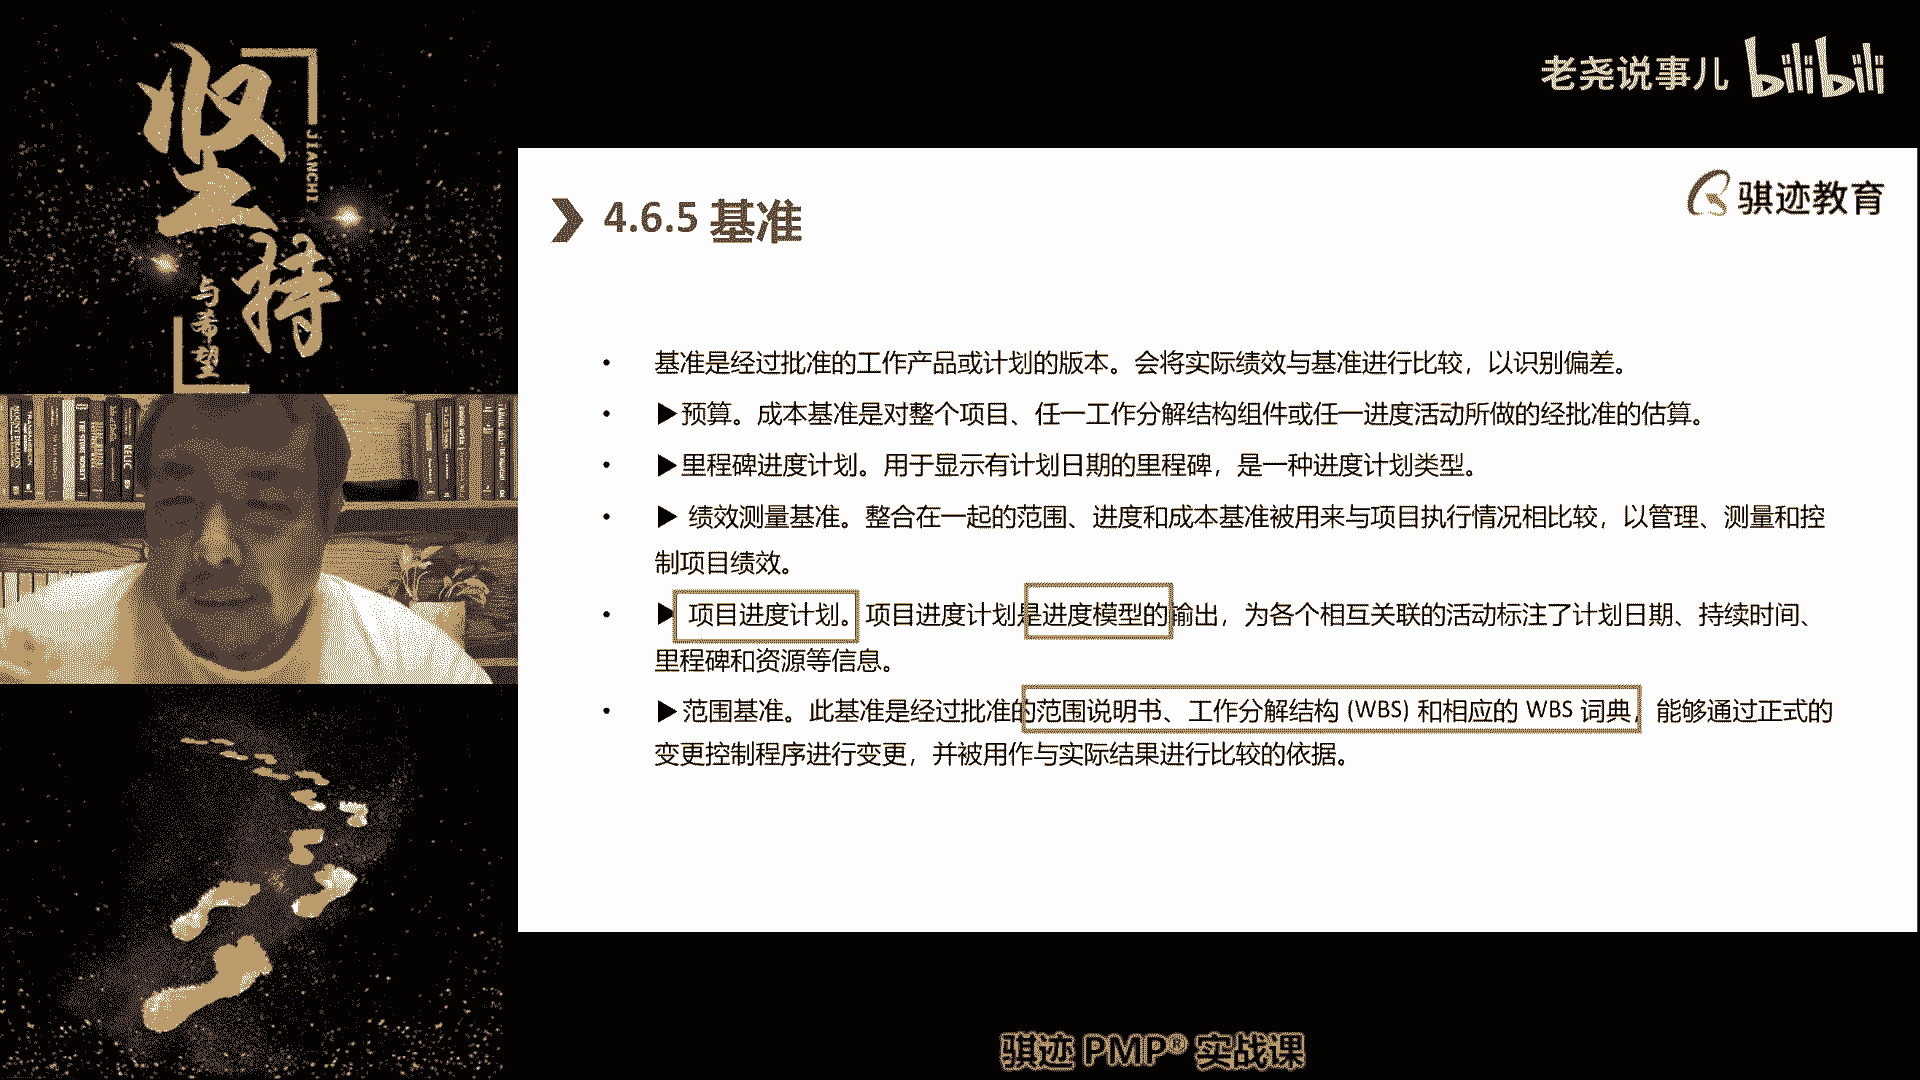 坚持
JIANCHI
与希望
老尧说事儿 bilibili
骐迹教育
4.6.5 基准
• 基准是经过批准的工作产品或计划的版本。会将实际绩效与基准进行比较，以识别偏差。
• ▶预算。成本基准是对整个项目、任一工作分解结构组件或任一进度活动所做的经批准的估算。
• ▶里程碑进度计划。用于显示有计划日期的里程碑，是一种进度计划类型。
• ▶ 绩效测量基准。整合在一起的范围、进度和成本基准被用来与项目执行情况相比较，以管理、测量和控
制项目绩效。
• ▶ 项目进度计划。项目进度计划是进度模型的输出，为各个相互关联的活动标注了计划日期、持续时间、
里程碑和资源等信息。
• ▶范围基准。此基准是经过批准的范围说明书、工作分解结构 (WBS) 和相应的 WBS 词典，能够通过正式的
变更控制程序进行变更，并被用作与实际结果进行比较的依据。
骐迹 PMP® 实战课